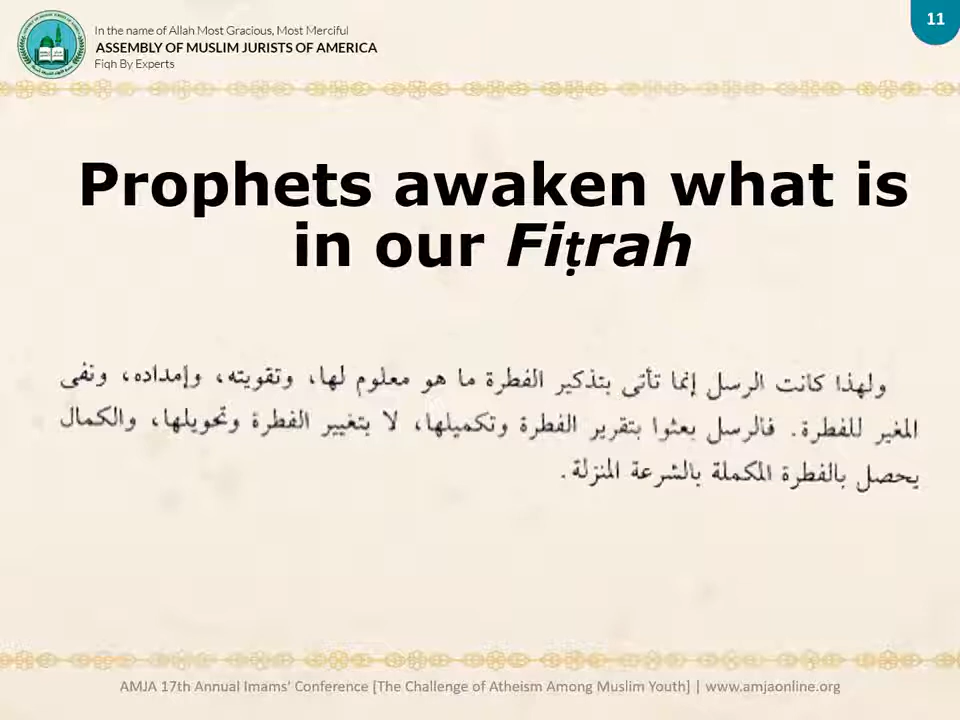 11
In the name of Allah Most Gracious, Most Merciful
ASSEMBLY OF MUSLIM JURISTS OF AMERICA
Fiqh By Experts
Prophets awaken what is
in our Fiṭrah
ولهذا كانت الرسل إنما تأتى بتذكير الفطرة ما هو معلوم لها، وتقويته، وإمداده، ونفى
المغير للفطرة. فالرسل بعثوا بتقرير الفطرة وتكميلها، لا بتغيير الفطرة وتحويلها، والكمال
يحصل بالفطرة المكملة بالشرعة المنزلة.
AMJA 17th Annual Imams' Conference [The Challenge of Atheism Among Muslim Youth] | www.amjaonline.org